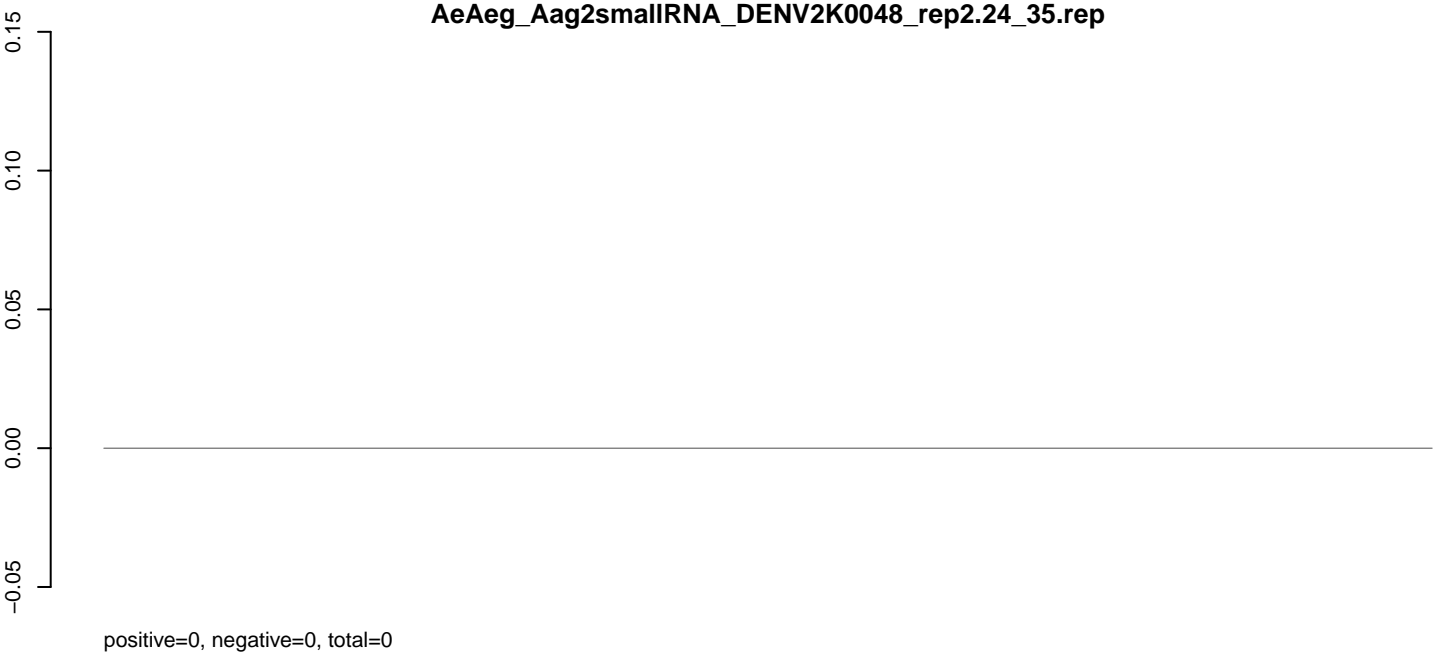 AeAeg_Aag2smallRNA_DENV2K0048_rep2.24_35.rep
0.15
0.10
0.05
0.00
−0.05
positive=0, negative=0, total=0